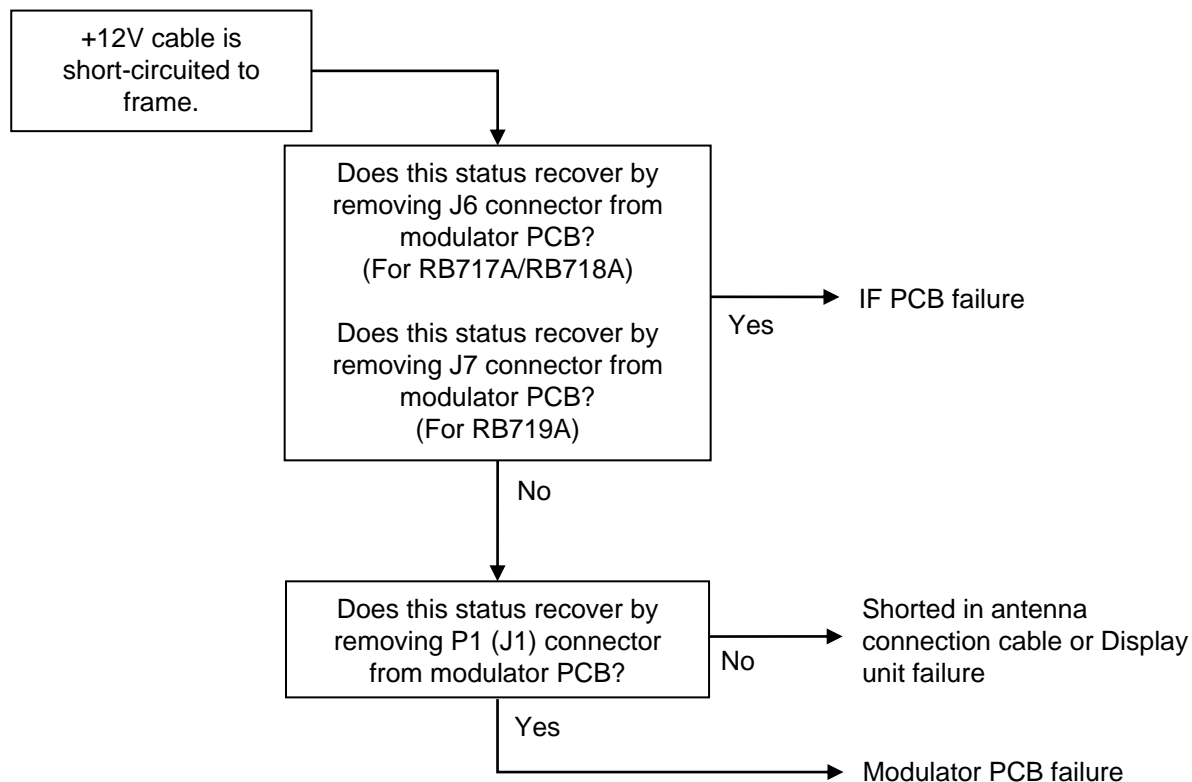 +12V cable is
short-circuited to
frame.
Does this status recover by
removing J6 connector from
modulator PCB?
(For RB717A/RB718A)
Does this status recover by
removing J7 connector from
modulator PCB?
(For RB719A)
Yes
IF PCB failure
No
Does this status recover by
removing P1 (J1) connector
from modulator PCB?
No
Shorted in antenna
connection cable or Display
unit failure
Yes
Modulator PCB failure